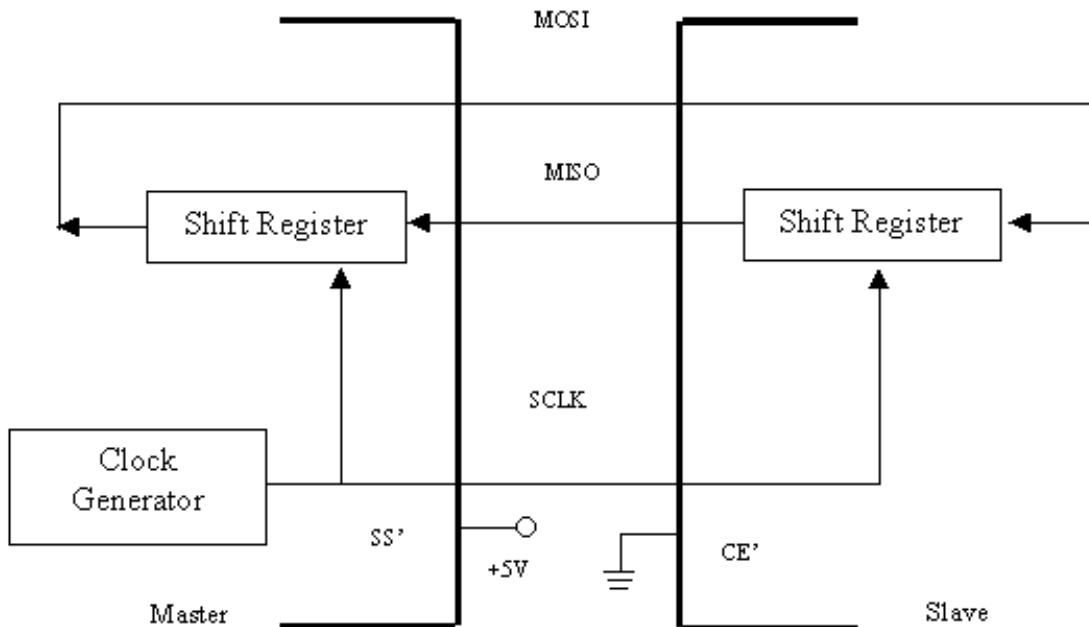 MOSI
MISO
Shift Register
Shift Register
SCLK
Clock
Generator
SS’
+5V
CE’
Master
Slave